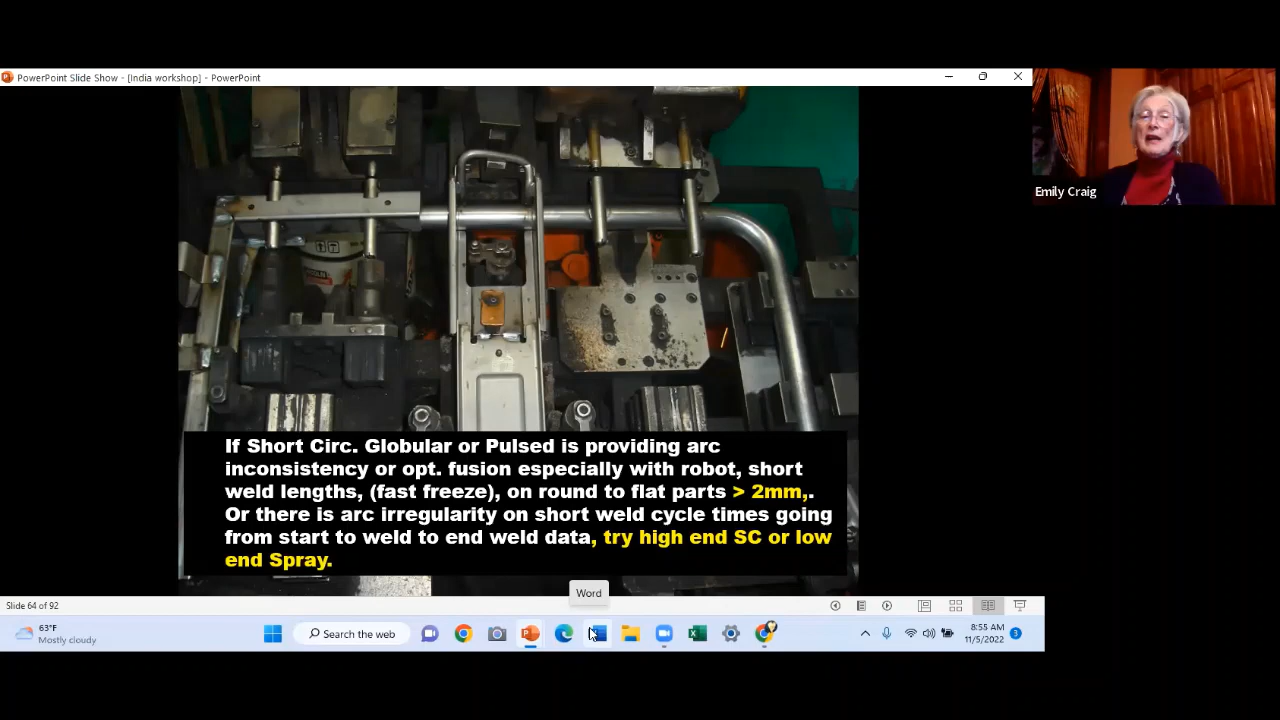 PowerPoint Slide Show - [India workshop] - PowerPoint
Emily Craig
If Short Circ. Globular or Pulsed is providing arc
inconsistency or opt. fusion especially with robot, short
weld lengths, (fast freeze), on round to flat parts > 2mm,.
Or there is arc irregularity on short weld cycle times going
from start to weld to end weld data, try high end SC or low
end Spray.
Word
Slide 64 of 92
63°F
Mostly cloudy
Search the web
8:55 AM
11/5/2022
3